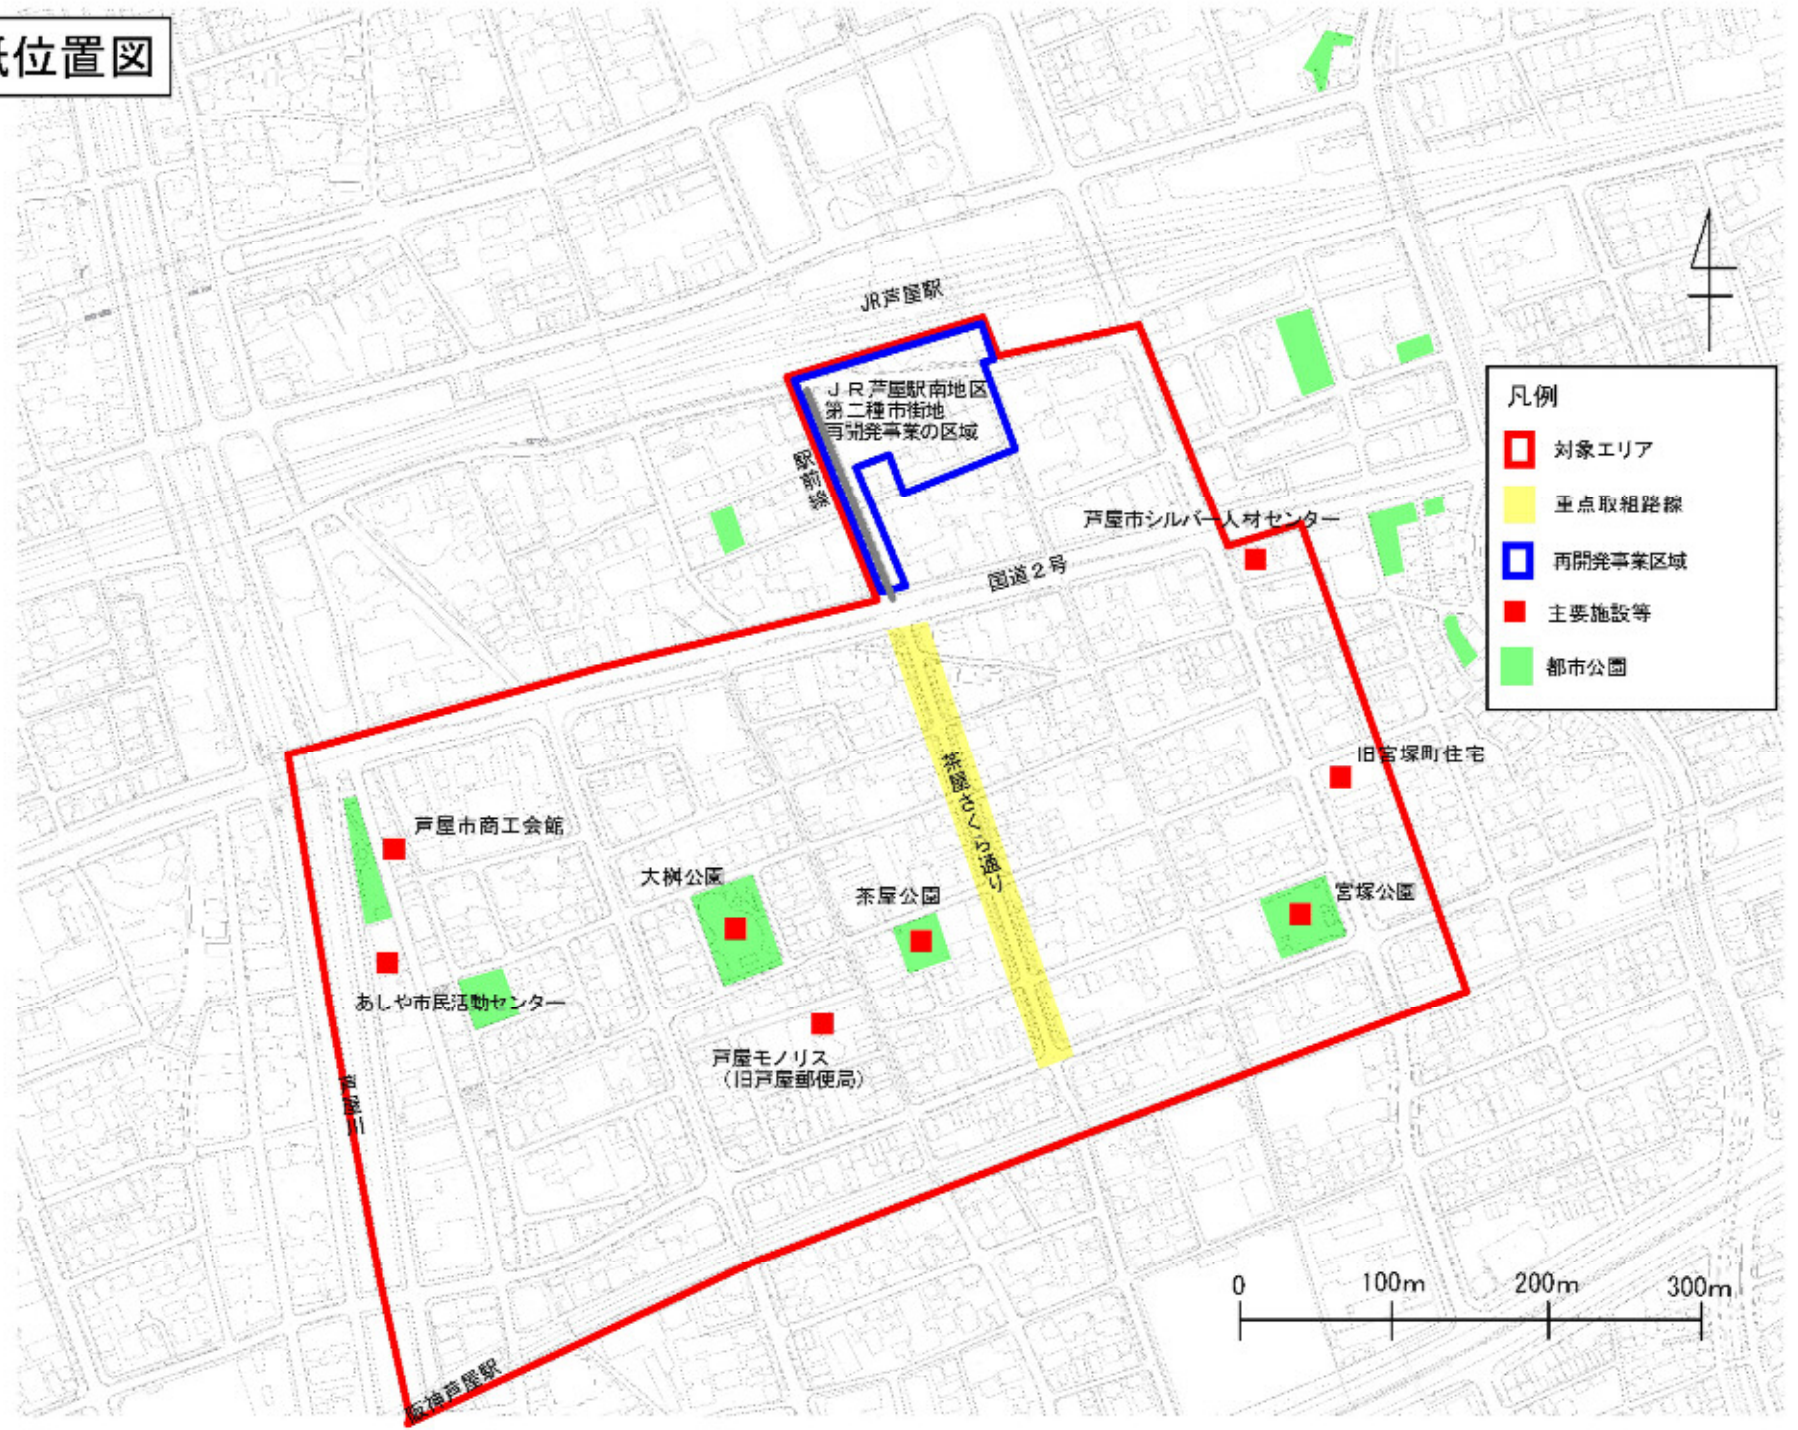 位置図
JR芦屋駅
ＪＲ芦屋駅南地区
第二種市街地
再開発事業の区域
駅前線
芦屋市シルバー人材センター
国道２号
凡例
対象エリア
重点取組路線
再開発事業区域
主要施設等
都市公園
旧宮塚町住宅
茶屋さくら通り
芦屋市商工会館
大桝公園
茶屋公園
宮塚公園
あしや市民活動センター
芦屋モノリス
（旧芦屋郵便局）
芦屋川
阪神芦屋駅
0 100m 200m 300m